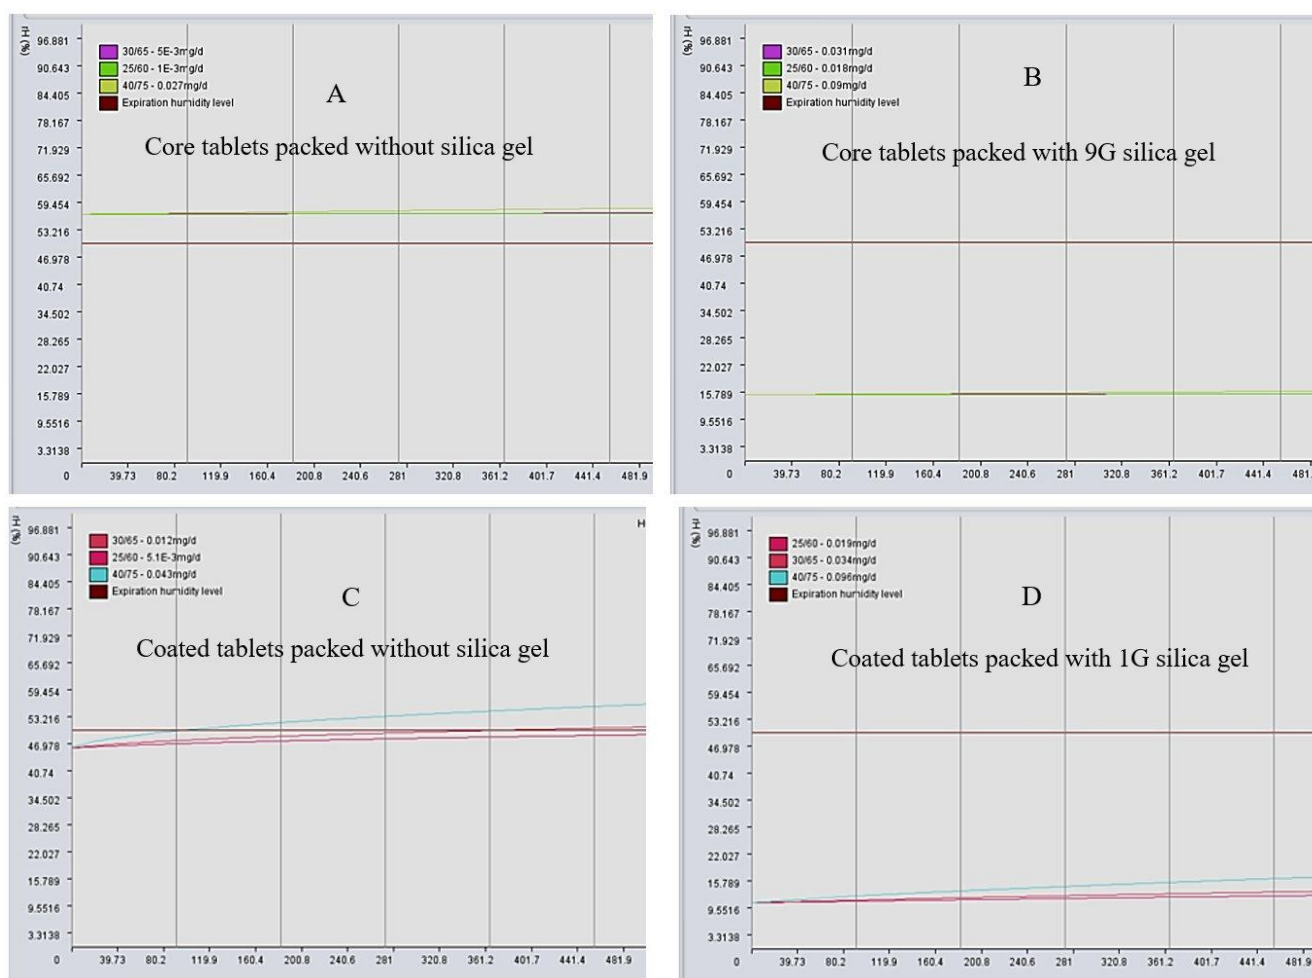 rH (%)
96.881
90.643
84.405
78.167
71.929
65.692
59.454
53.216
46.978
40.74
34.502
28.265
22.027
15.789
9.5516
3.3138
30/65 - 5E-3mg/d
25/60 - 1E-3mg/d
40/75 - 0.027mg/d
Expiration humidity level
A
Core tablets packed without silica gel
0 39.73 80.2 119.9 160.4 200.8 240.6 281 320.8 361.2 401.7 441.4 481.9
rH (%)
96.881
90.643
84.405
78.167
71.929
65.692
59.454
53.216
46.978
40.74
34.502
28.265
22.027
15.789
9.5516
3.3138
30/65 - 0.031mg/d
25/60 - 0.018mg/d
40/75 - 0.09mg/d
Expiration humidity level
B
Core tablets packed with 9G silica gel
0 39.73 80.2 119.9 160.4 200.8 240.6 281 320.8 361.2 401.7 441.4 481.
rH (%)
96.881
90.643
84.405
78.167
71.929
65.692
59.454
53.216
46.978
40.74
34.502
28.265
22.027
15.789
9.5516
3.3138
H
30/65 - 0.012mg/d
25/60 - 5.1E-3mg/d
40/75 - 0.043mg/d
Expiration humidity level
C
Coated tablets packed without silica gel
0 39.73 80.2 119.9 160.4 200.8 240.6 281 320.8 361.2 401.7 441.4 481.9
rH (%)
96.881
90.643
84.405
78.167
71.929
65.692
59.454
53.216
46.978
40.74
34.502
28.265
22.027
15.789
9.5516
3.3138
25/60 - 0.019mg/d
30/65 - 0.034mg/d
40/75 - 0.096mg/d
Expiration humidity level
D
Coated tablets packed with 1G silica gel
0 39.73 80.2 119.9 160.4 200.8 240.6 281 320.8 361.2 401.7 441.4 481.9